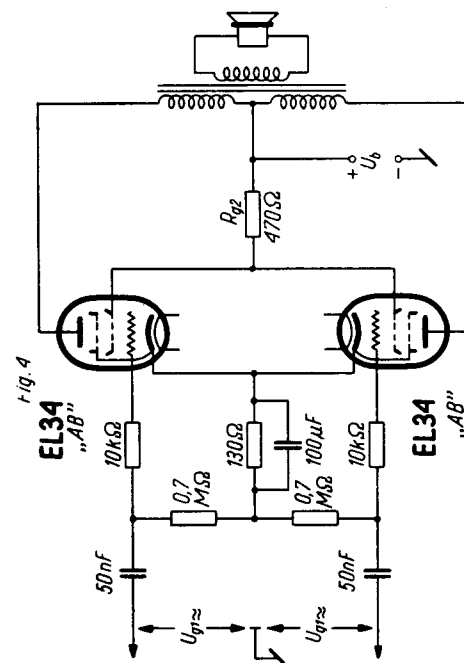 Fig. 4
EL34
„AB”
10kΩ
50nF
0,7
MΩ
130Ω
100µF
Rg2
470Ω
+ Ub −
Ug1≈
Ug1≈
0,7
MΩ
50nF
10kΩ
EL34
„AB”